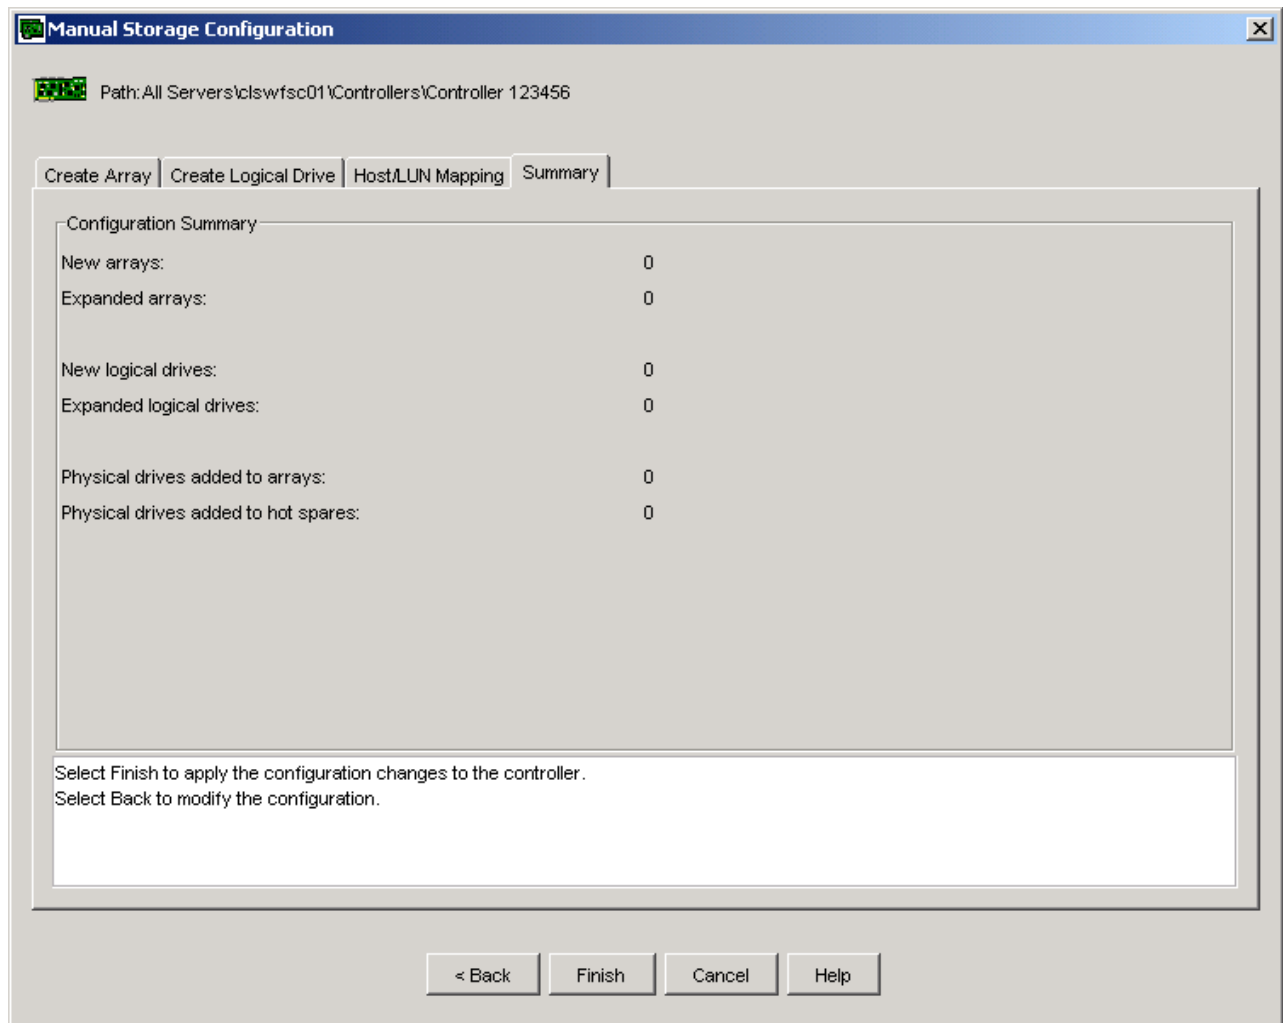 Manual Storage Configuration
Path:All Servers\clswfsc01\Controllers\Controller 123456
Create Array Create Logical Drive Host/LUN Mapping Summary
Configuration Summary
New arrays: 0
Expanded arrays: 0
New logical drives: 0
Expanded logical drives: 0
Physical drives added to arrays: 0
Physical drives added to hot spares: 0
Select Finish to apply the configuration changes to the controller.
Select Back to modify the configuration.
< Back Finish Cancel Help